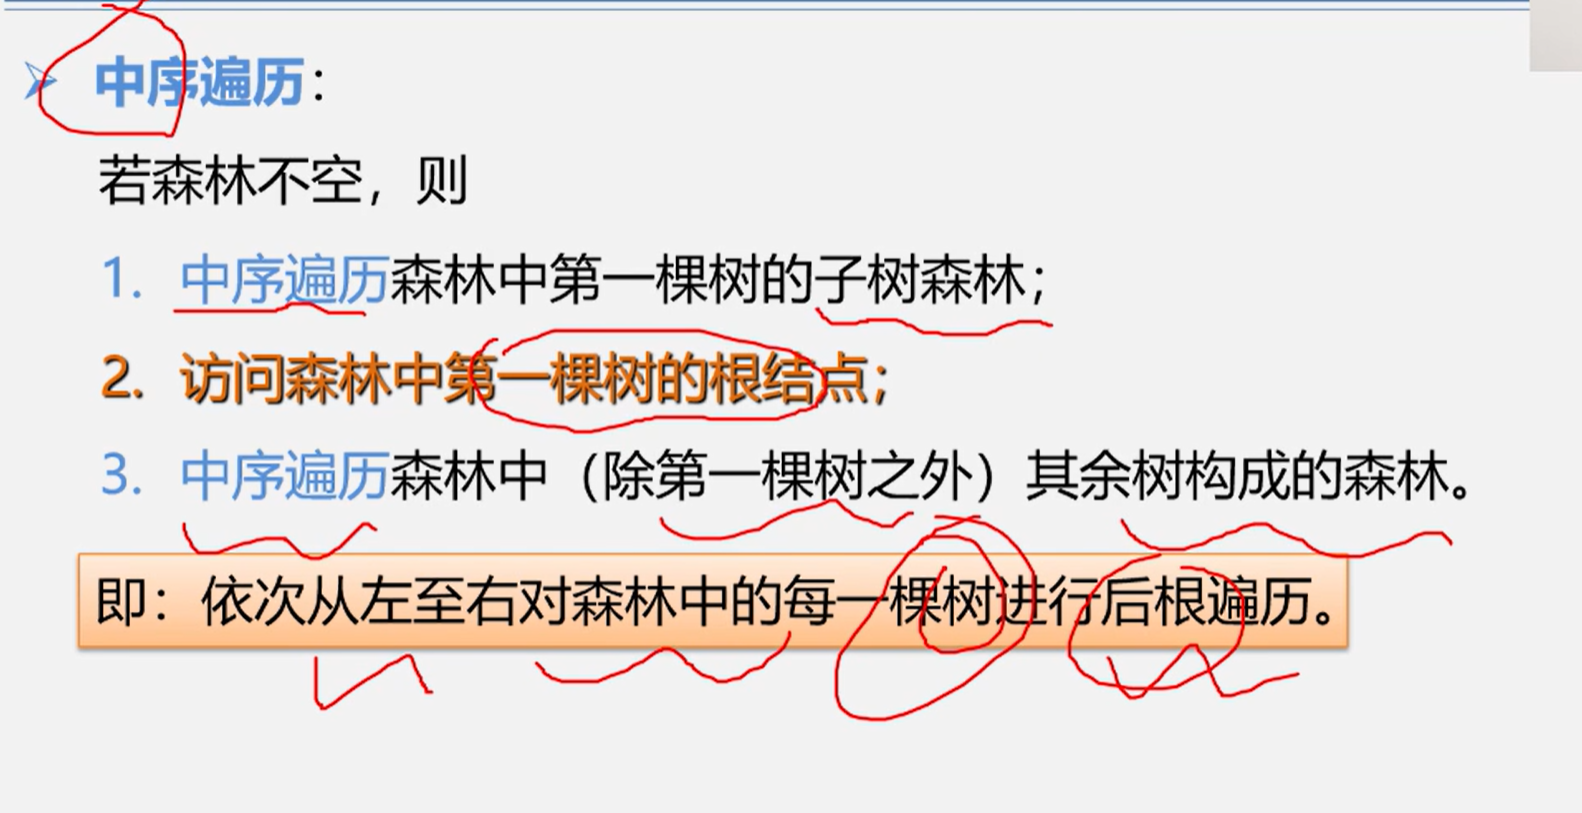 中序遍历：
若森林不空，则
1. 中序遍历森林中第一棵树的子树森林；
2. 访问森林中第一棵树的根结点；
3. 中序遍历森林中（除第一棵树之外）其余树构成的森林。
即：依次从左至右对森林中的每一棵树进行后根遍历。